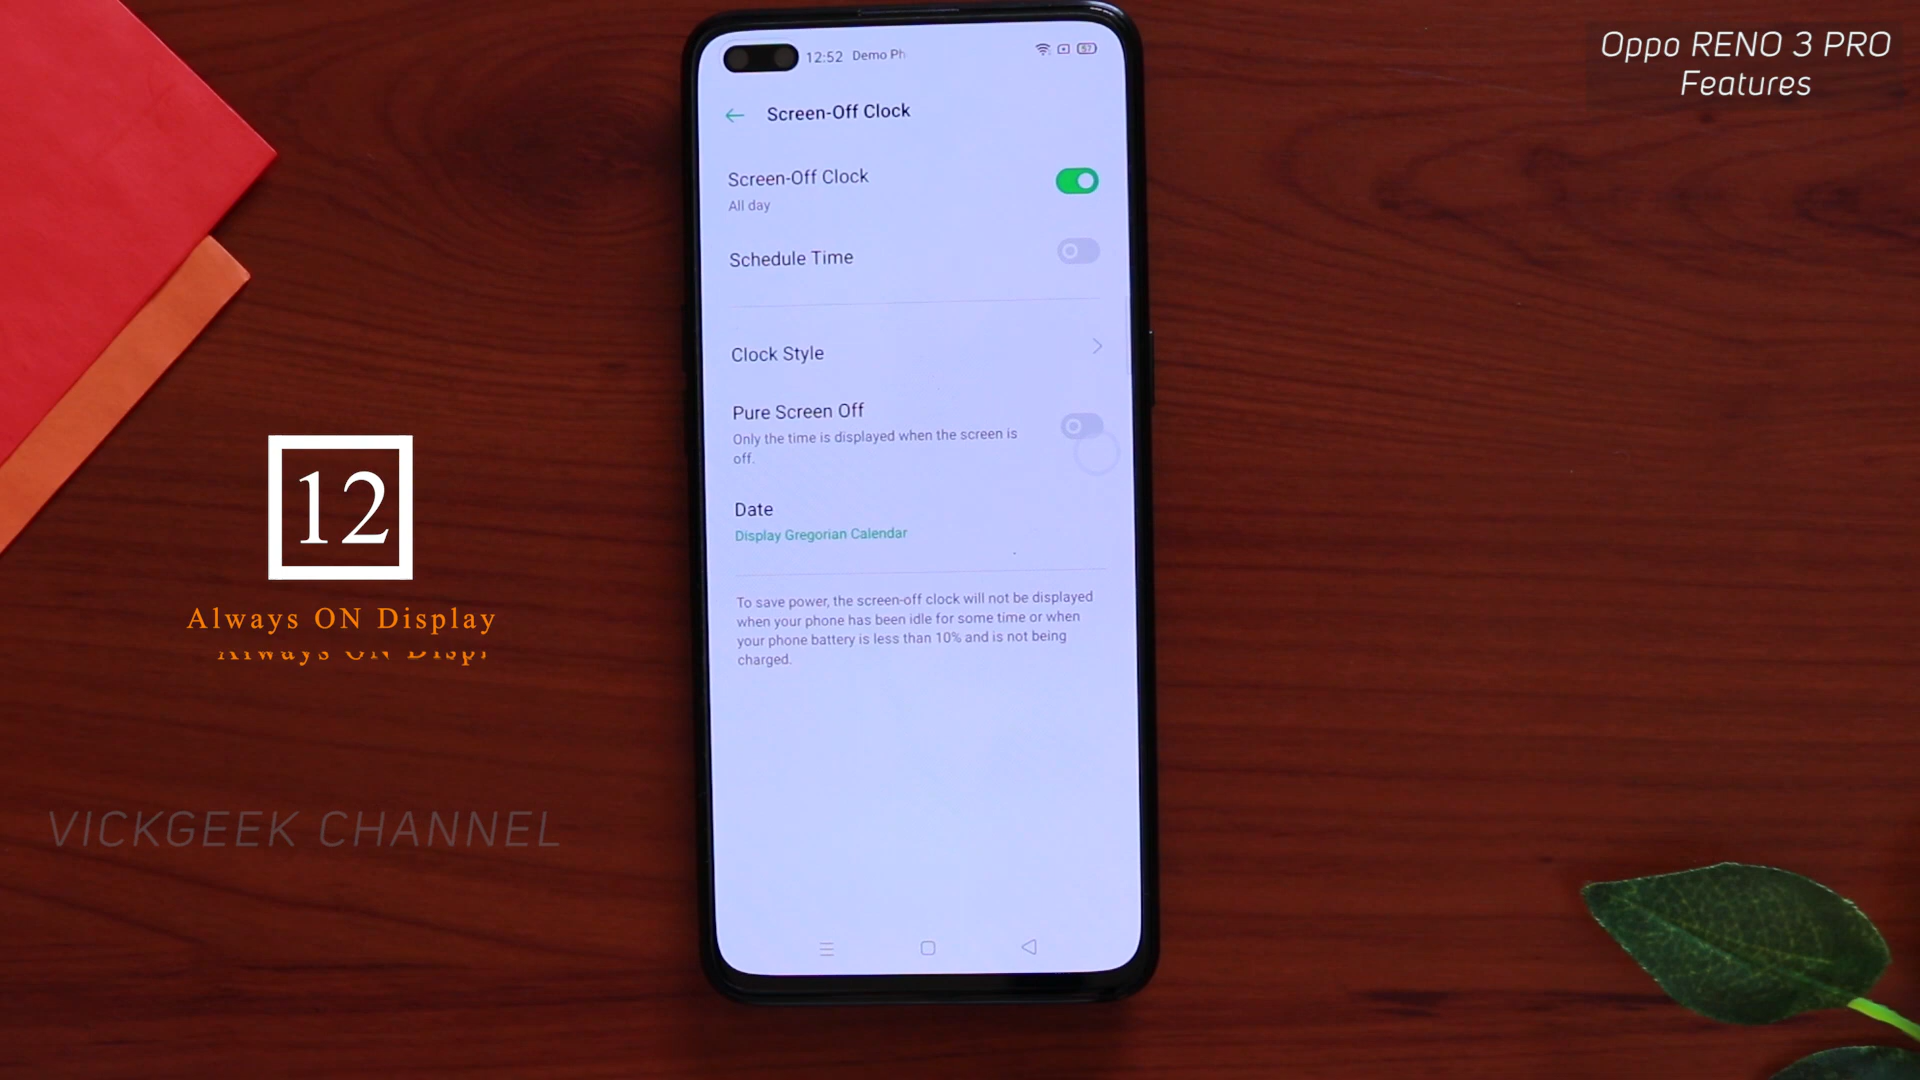 Oppo RENO 3 PRO
Features
12:52 Demo Ph
57
Screen-Off Clock
Screen-Off Clock
All day
Schedule Time
Clock Style
Pure Screen Off
Only the time is displayed when the screen is
off.
Date
Display Gregorian Calendar
To save power, the screen-off clock will not be displayed
when your phone has been idle for some time or when
your phone battery is less than 10% and is not being
charged.
12
Always ON Display
Always ON Displ
VICKGEEK CHANNEL